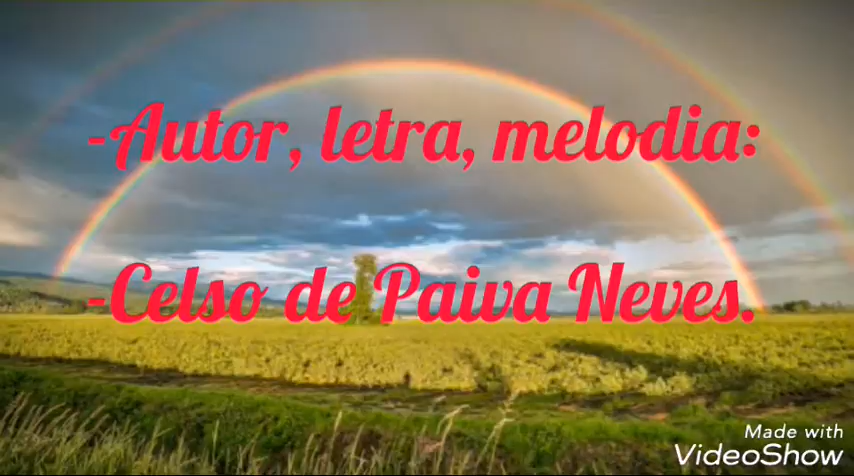 -Autor, letra, melodia:
-Celso de Paiva Neves.
Made with
VideoShow